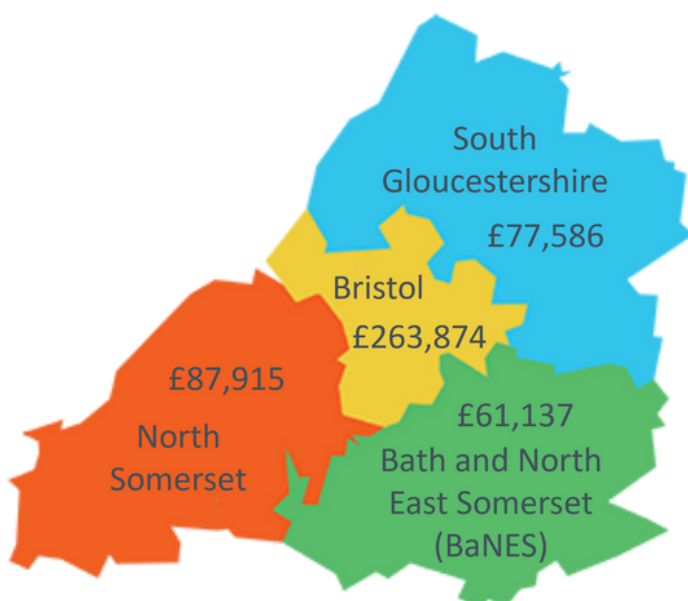 South
Gloucestershire
£77,586
Bristol
£263,874
£87,915
North
Somerset
£61,137
Bath and North
East Somerset
(BaNES)